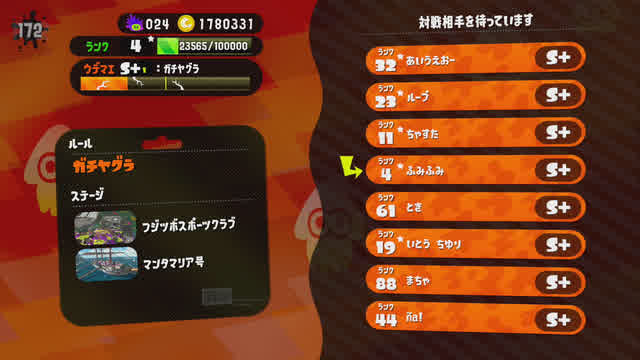 172
024 1780331
ランク 4★ 23565/100000
ウデマエ S+1 : ガチヤグラ
ルール
ガチヤグラ
ステージ
フジツボスポーツクラブ
マンタマリア号
対戦相手を待っています
ランク 32★ あいうえおー S+
ランク 23★ ループ S+
ランク 11★ ちゃすた S+
ランク 4★ ふみふみ S+
ランク 61 とき S+
ランク 19★ いとう ちゆり S+
ランク 88 まちゃ S+
ランク 44 ña! S+